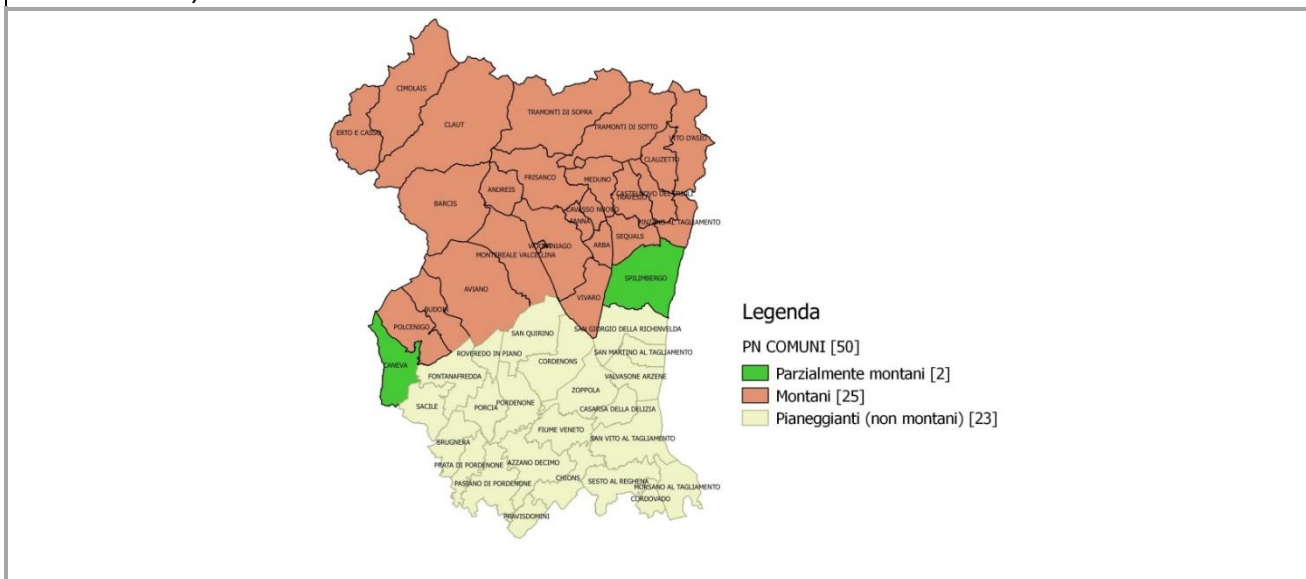 CIMOLAIS
ERTO E CASSO
CLAUT
TRAMONTI DI SOPRA
TRAMONTI DI SOTTO
VITO D'ASIO
CLAUZETTO
FRISANCO
MEDUNO
ANDREIS
CASTELNOVO DEL FRIULI
TRAVESIO
BARCIS
CAVASSO NUOVO
FANNA
PINZANO AL TAGLIAMENTO
SEQUALS
ARBA
MANIAGO
MONTEREALE VALCELLINA
SPILIMBERGO
AVIANO
VIVARO
BUDOIA
POLCENIGO
SAN QUIRINO
SAN GIORGIO DELLA RICHINVELDA
ROVEREDO IN PIANO
SAN MARTINO AL TAGLIAMENTO
CORDENONS
CANEVA
FONTANAFREDDA
VALVASONE ARZENE
ZOPPOLA
SACILE
PORCIA
PORDENONE
CASARSA DELLA DELIZIA
FIUME VENETO
BRUGNERA
SAN VITO AL TAGLIAMENTO
PRATA DI PORDENONE
AZZANO DECIMO
CHIONS
SESTO AL REGHENA
PASIANO DI PORDENONE
MORSANO AL TAGLIAMENTO
CORDOVADO
PRAVISDOMINI
Legenda
PN COMUNI [50]
Parzialmente montani [2]
Montani [25]
Pianeggianti (non montani) [23]